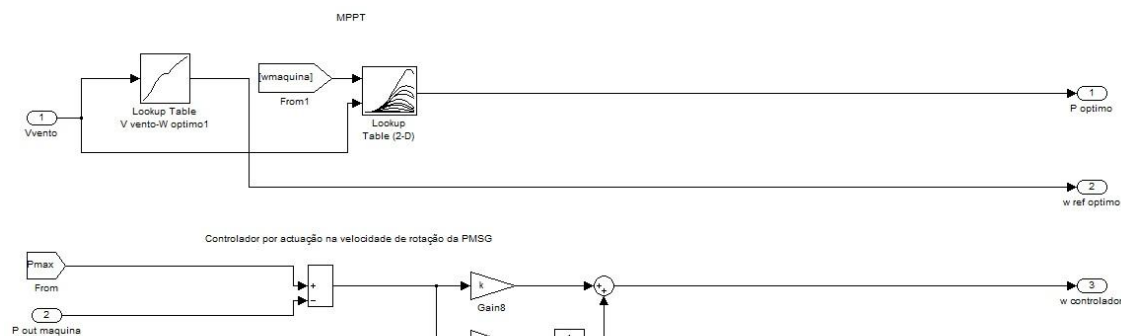 MPPT
[wmaquina]
From1
Lookup Table
V vento-W optimo1
Lookup
Table (2-D)
1
Vvento
1
P optimo
2
w ref optimo
Controlador por actuação na velocidade de rotação da PMSG
Pmax
From
+
−
k
Gain8
+
+
3
w controlador
2
P out maquina